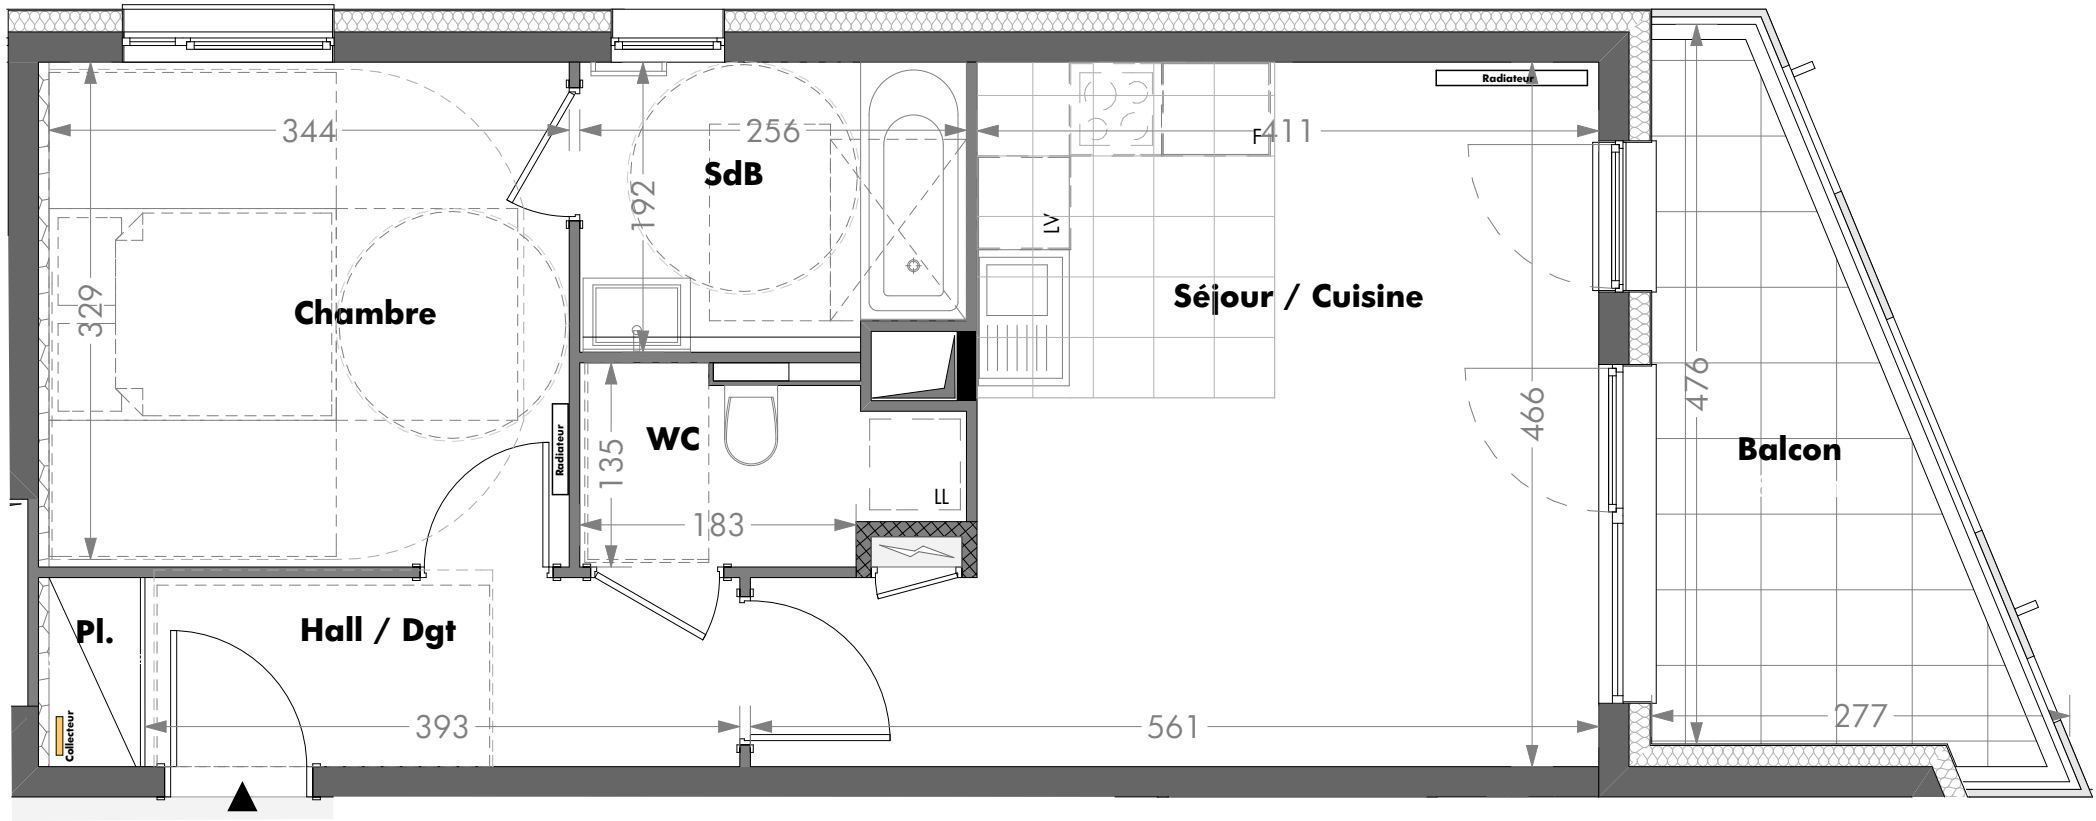 Radiateur
344
256
F
411
SdB
192
LV
Chambre
329
Séjour / Cuisine
476
466
Balcon
WC
135
Radiateur
LL
183
Pl.
Hall / Dgt
Collecteur
393
561
277